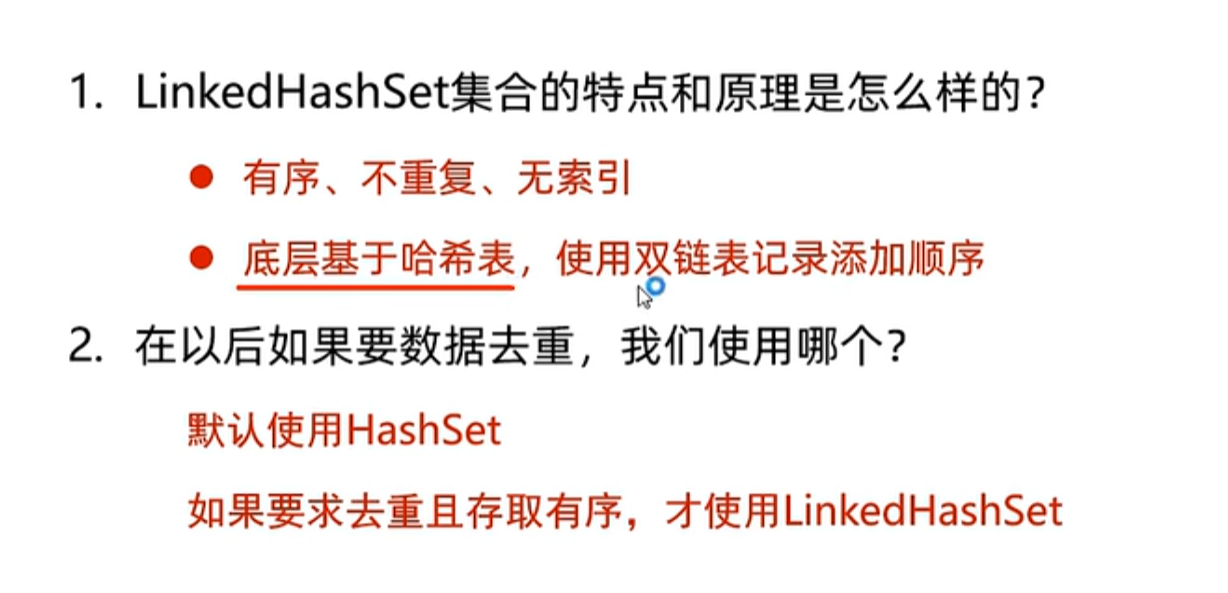 1. LinkedHashSet集合的特点和原理是怎么样的？
● 有序、不重复、无索引
● 底层基于哈希表，使用双链表记录添加顺序
2. 在以后如果要数据去重，我们使用哪个？
默认使用HashSet
如果要求去重且存取有序，才使用LinkedHashSet